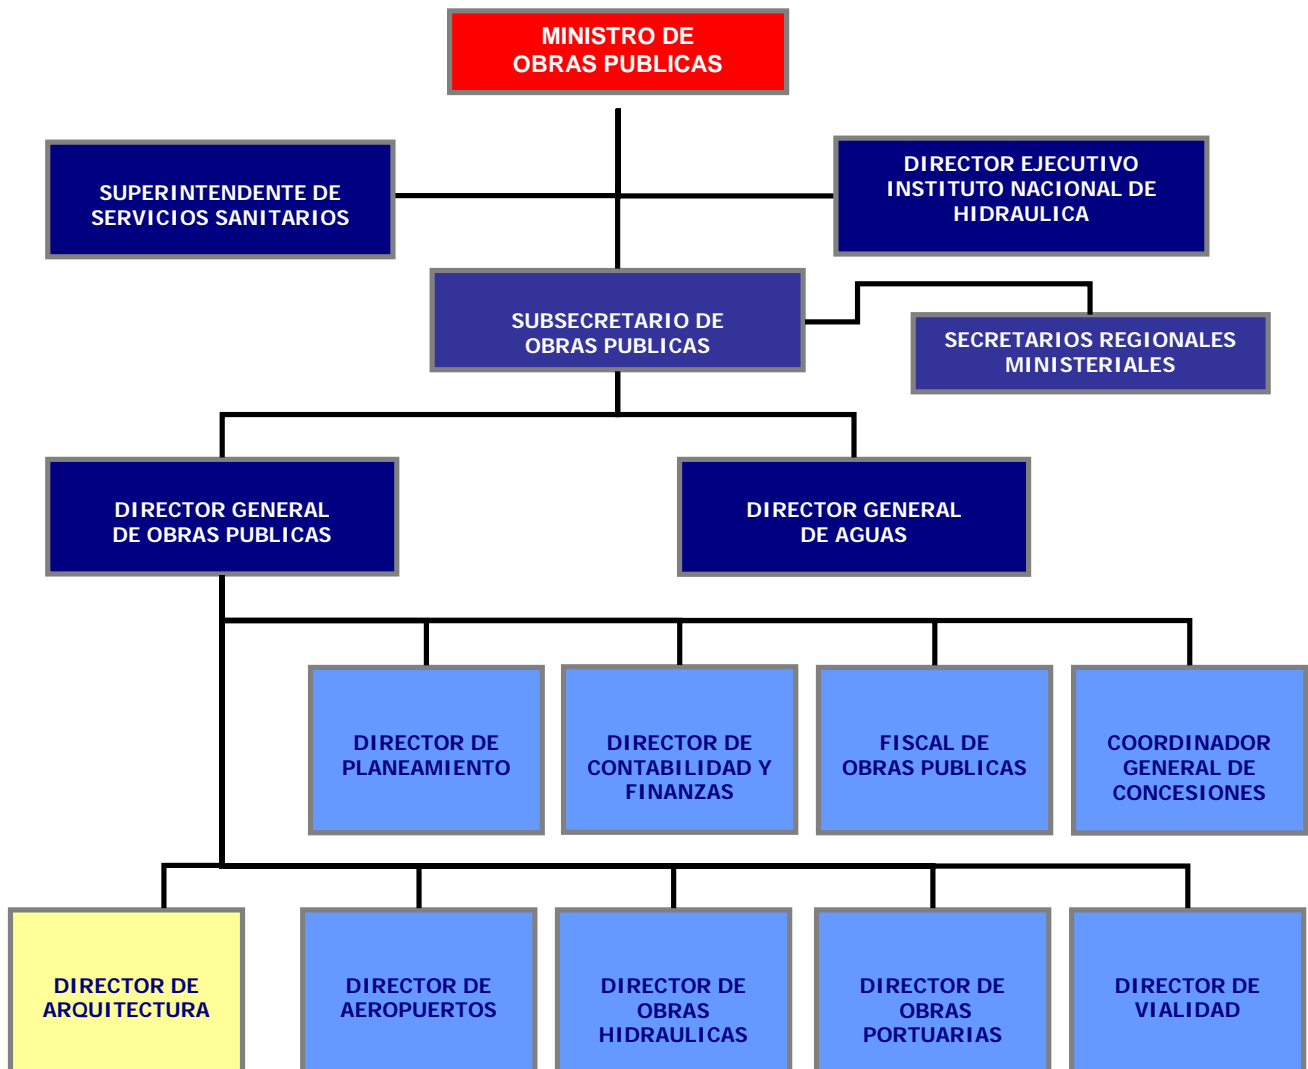 MINISTRO DE
OBRAS PUBLICAS
SUPERINTENDENTE DE
SERVICIOS SANITARIOS
DIRECTOR EJECUTIVO
INSTITUTO NACIONAL DE
HIDRAULICA
SUBSECRETARIO DE
OBRAS PUBLICAS
SECRETARIOS REGIONALES
MINISTERIALES
DIRECTOR GENERAL
DE OBRAS PUBLICAS
DIRECTOR GENERAL
DE AGUAS
DIRECTOR DE
PLANEAMIENTO
DIRECTOR DE
CONTABILIDAD Y
FINANZAS
FISCAL DE
OBRAS PUBLICAS
COORDINADOR
GENERAL DE
CONCESIONES
DIRECTOR DE
ARQUITECTURA
DIRECTOR DE
AEROPUERTOS
DIRECTOR DE
OBRAS
HIDRAULICAS
DIRECTOR DE
OBRAS
PORTUARIAS
DIRECTOR DE
VIALIDAD